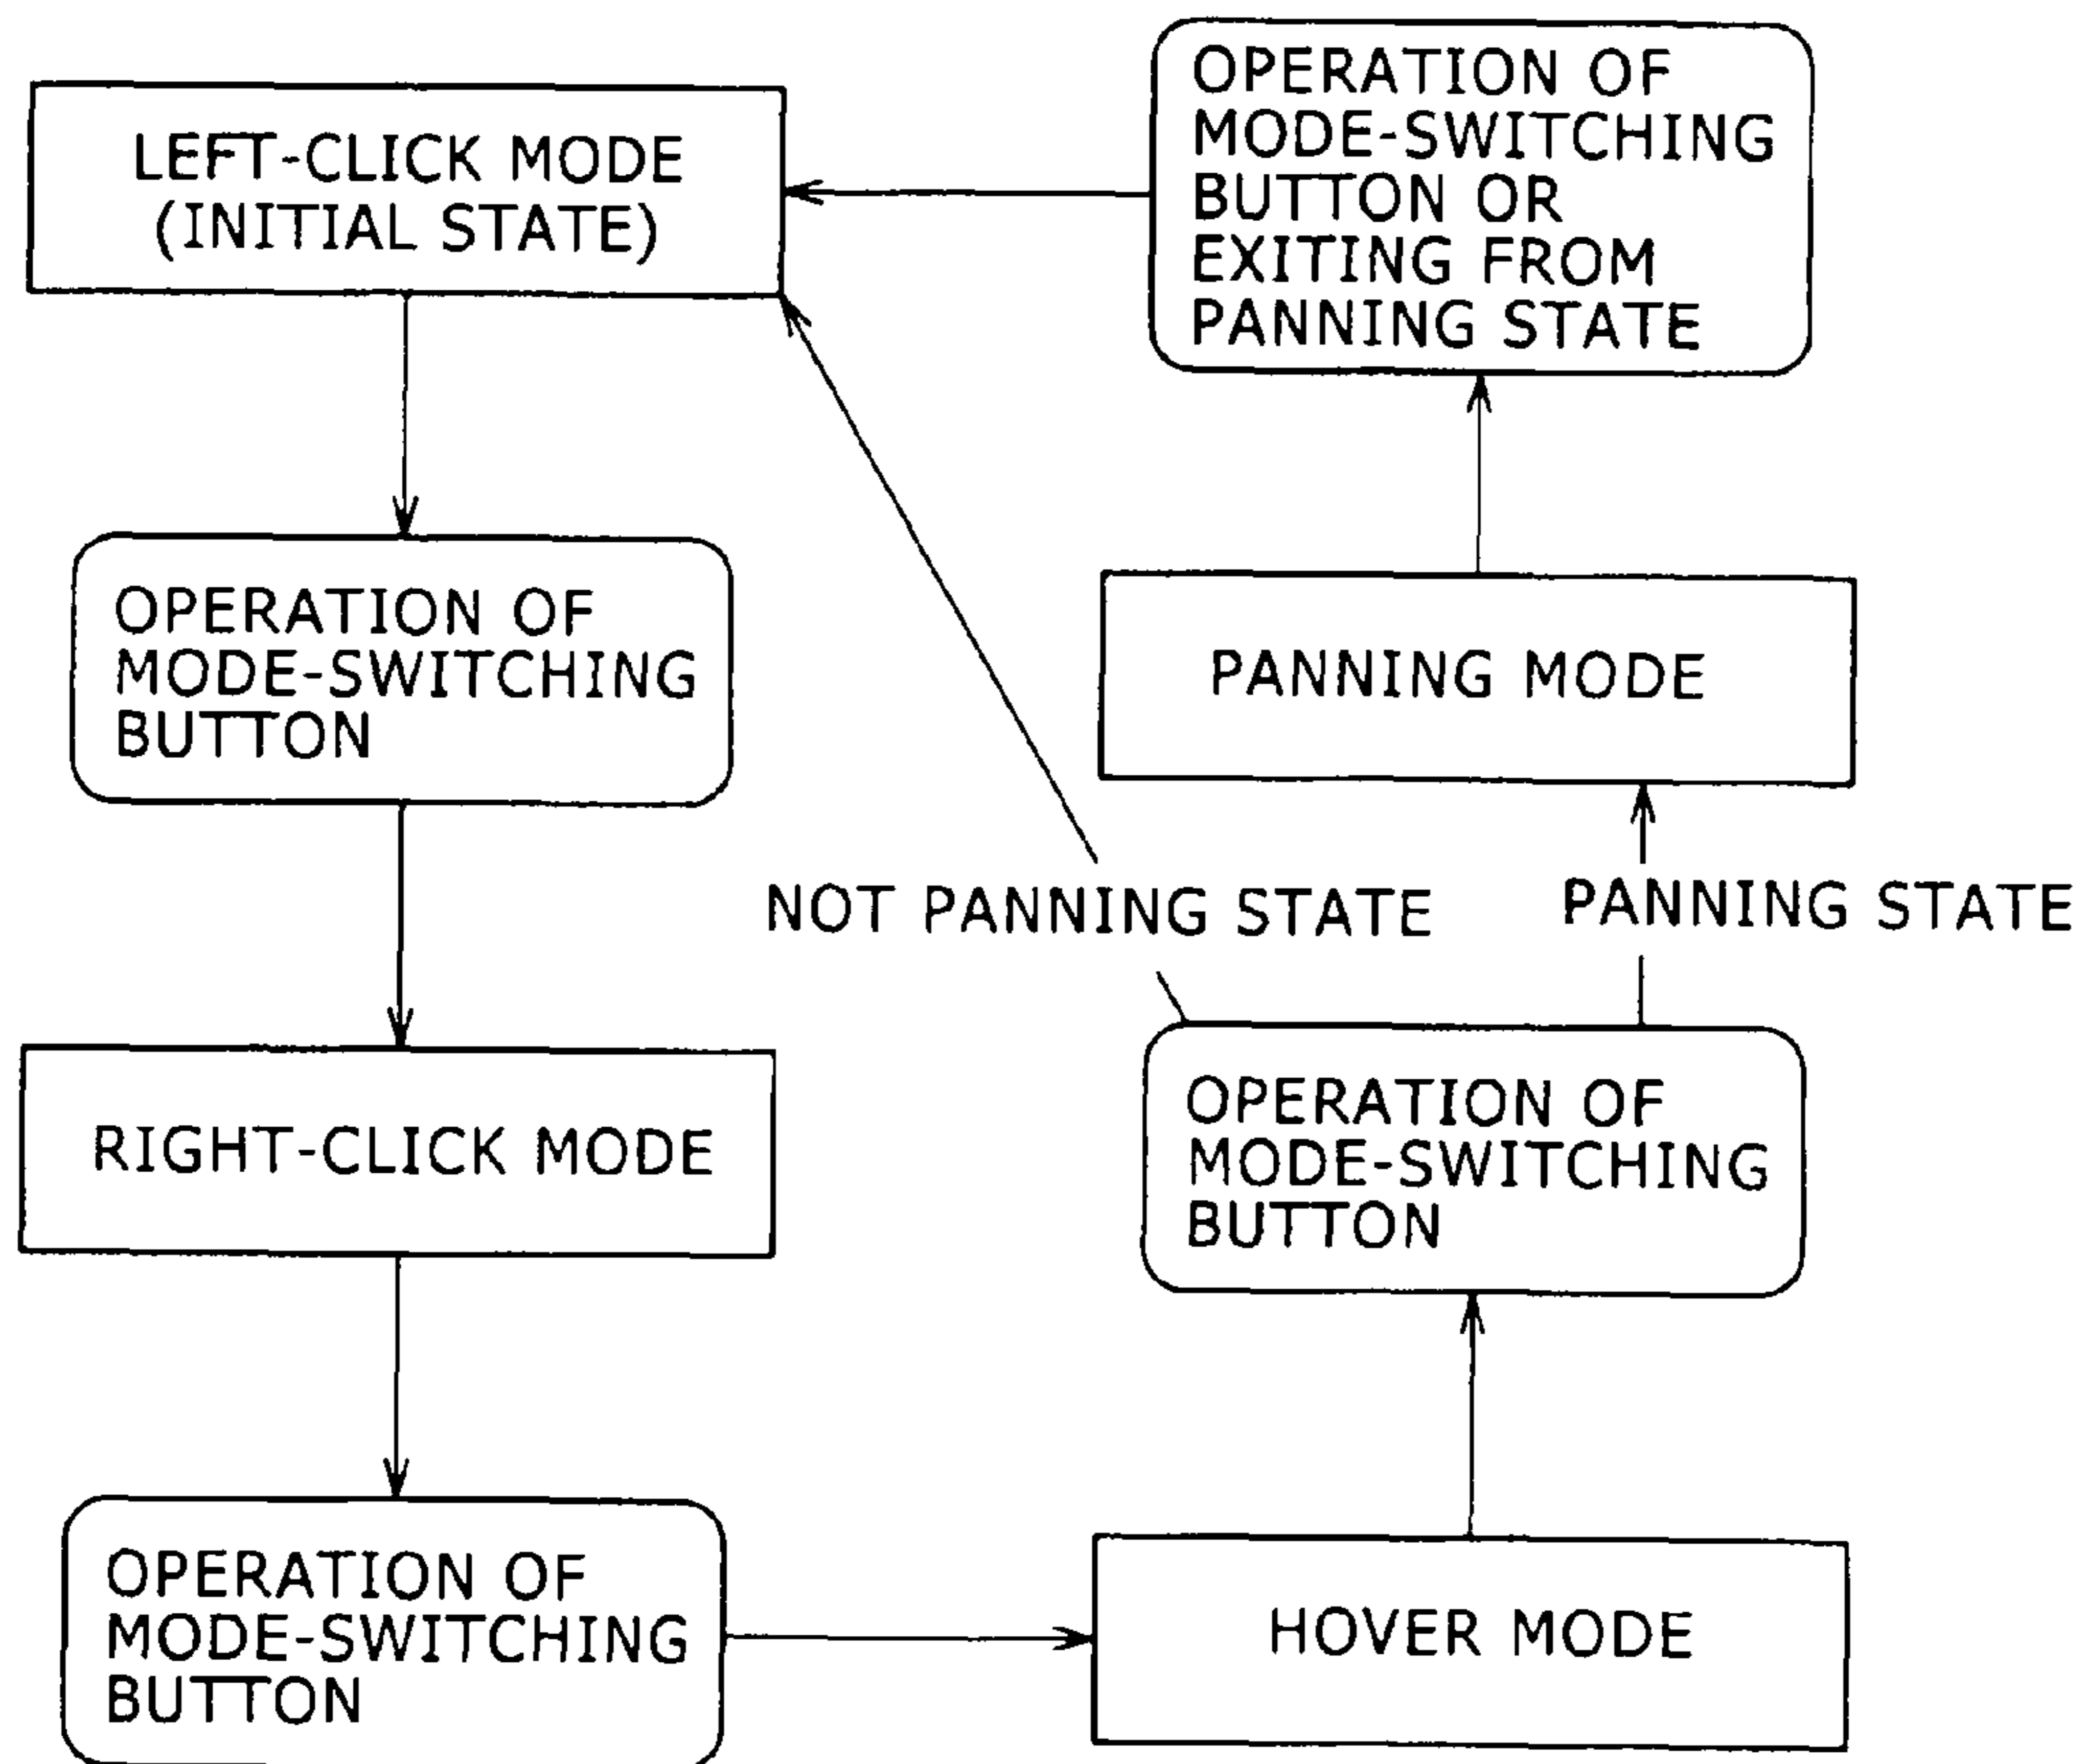 LEFT-CLICK MODE
(INITIAL STATE)
OPERATION OF
MODE-SWITCHING
BUTTON OR
EXITING FROM
PANNING STATE
OPERATION OF
MODE-SWITCHING
BUTTON
PANNING MODE
NOT PANNING STATE
PANNING STATE
RIGHT-CLICK MODE
OPERATION OF
MODE-SWITCHING
BUTTON
OPERATION OF
MODE-SWITCHING
BUTTON
HOVER MODE